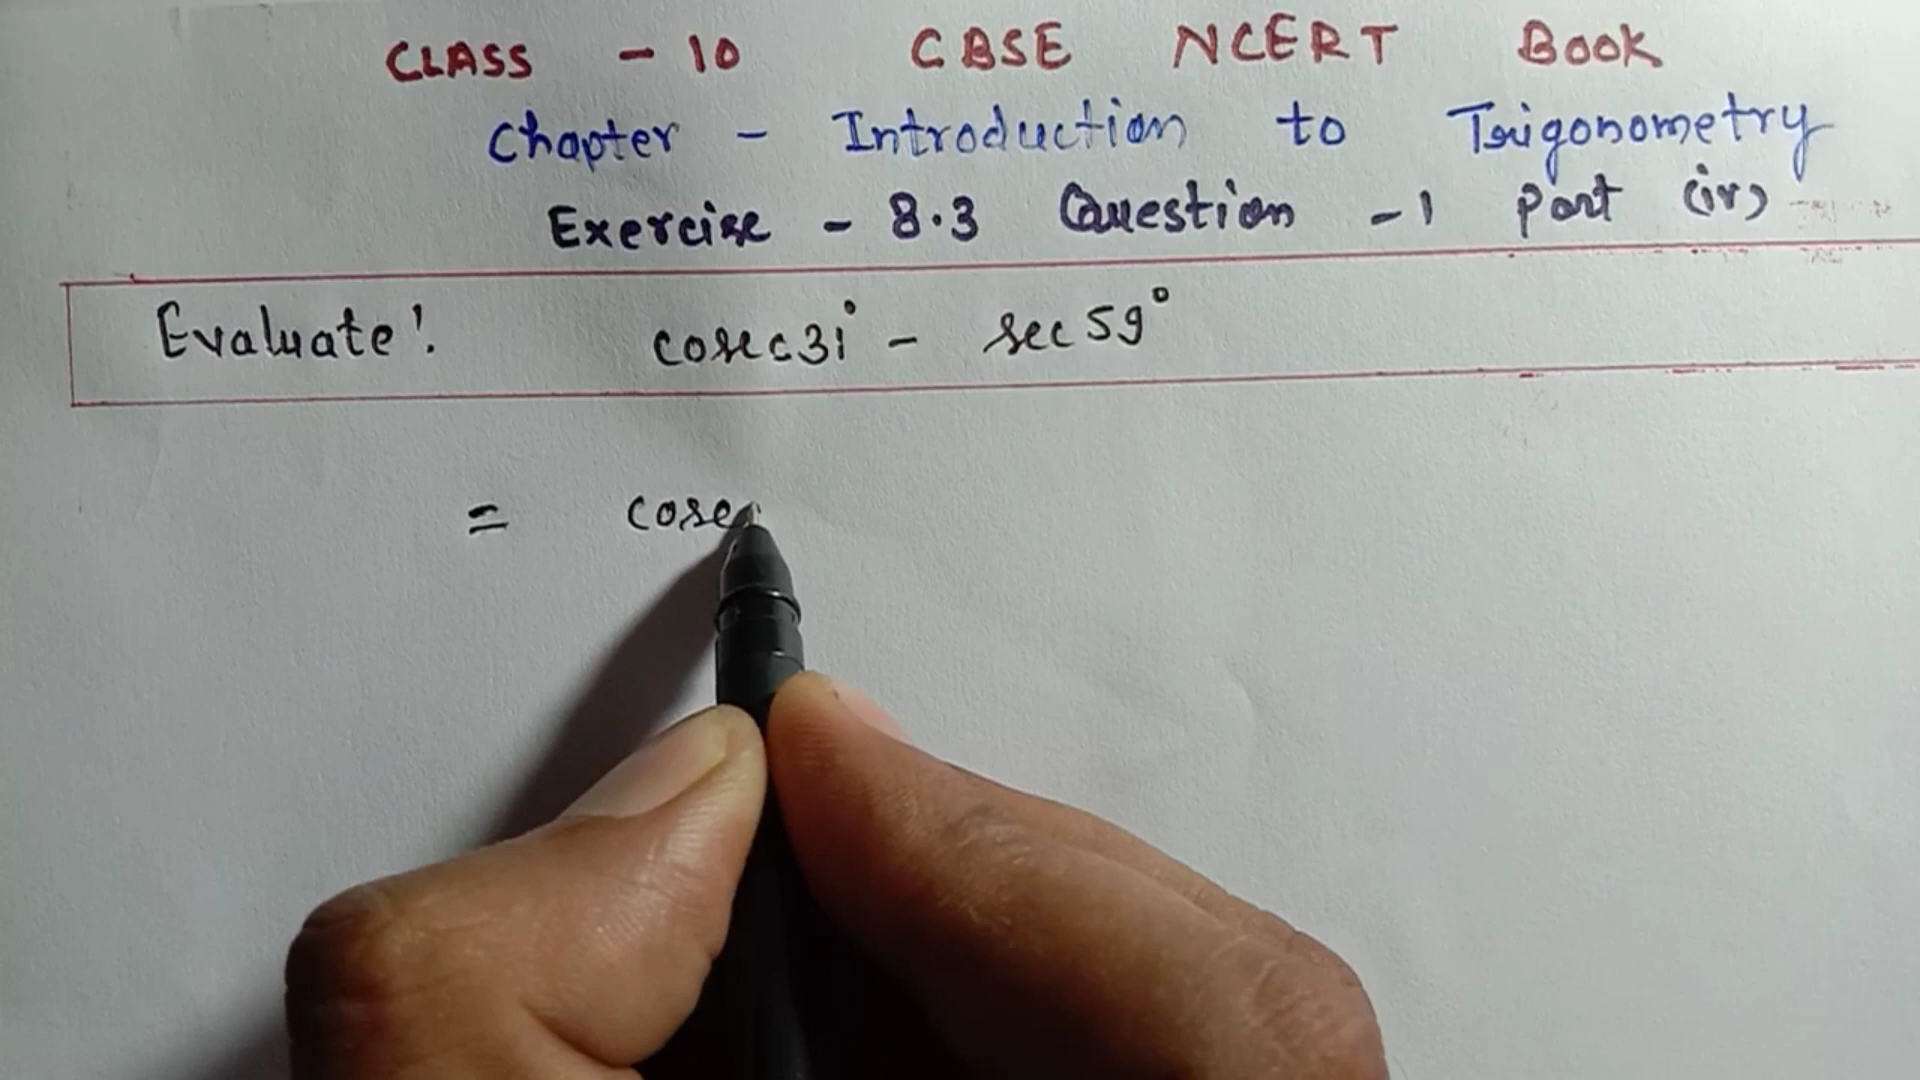 CLASS - 10 CBSE NCERT Book
Chapter - Introduction to Trigonometry
Exercise - 8.3 Question - 1 Part (iv)
Evaluate: cosec31° - sec59°
= cosec